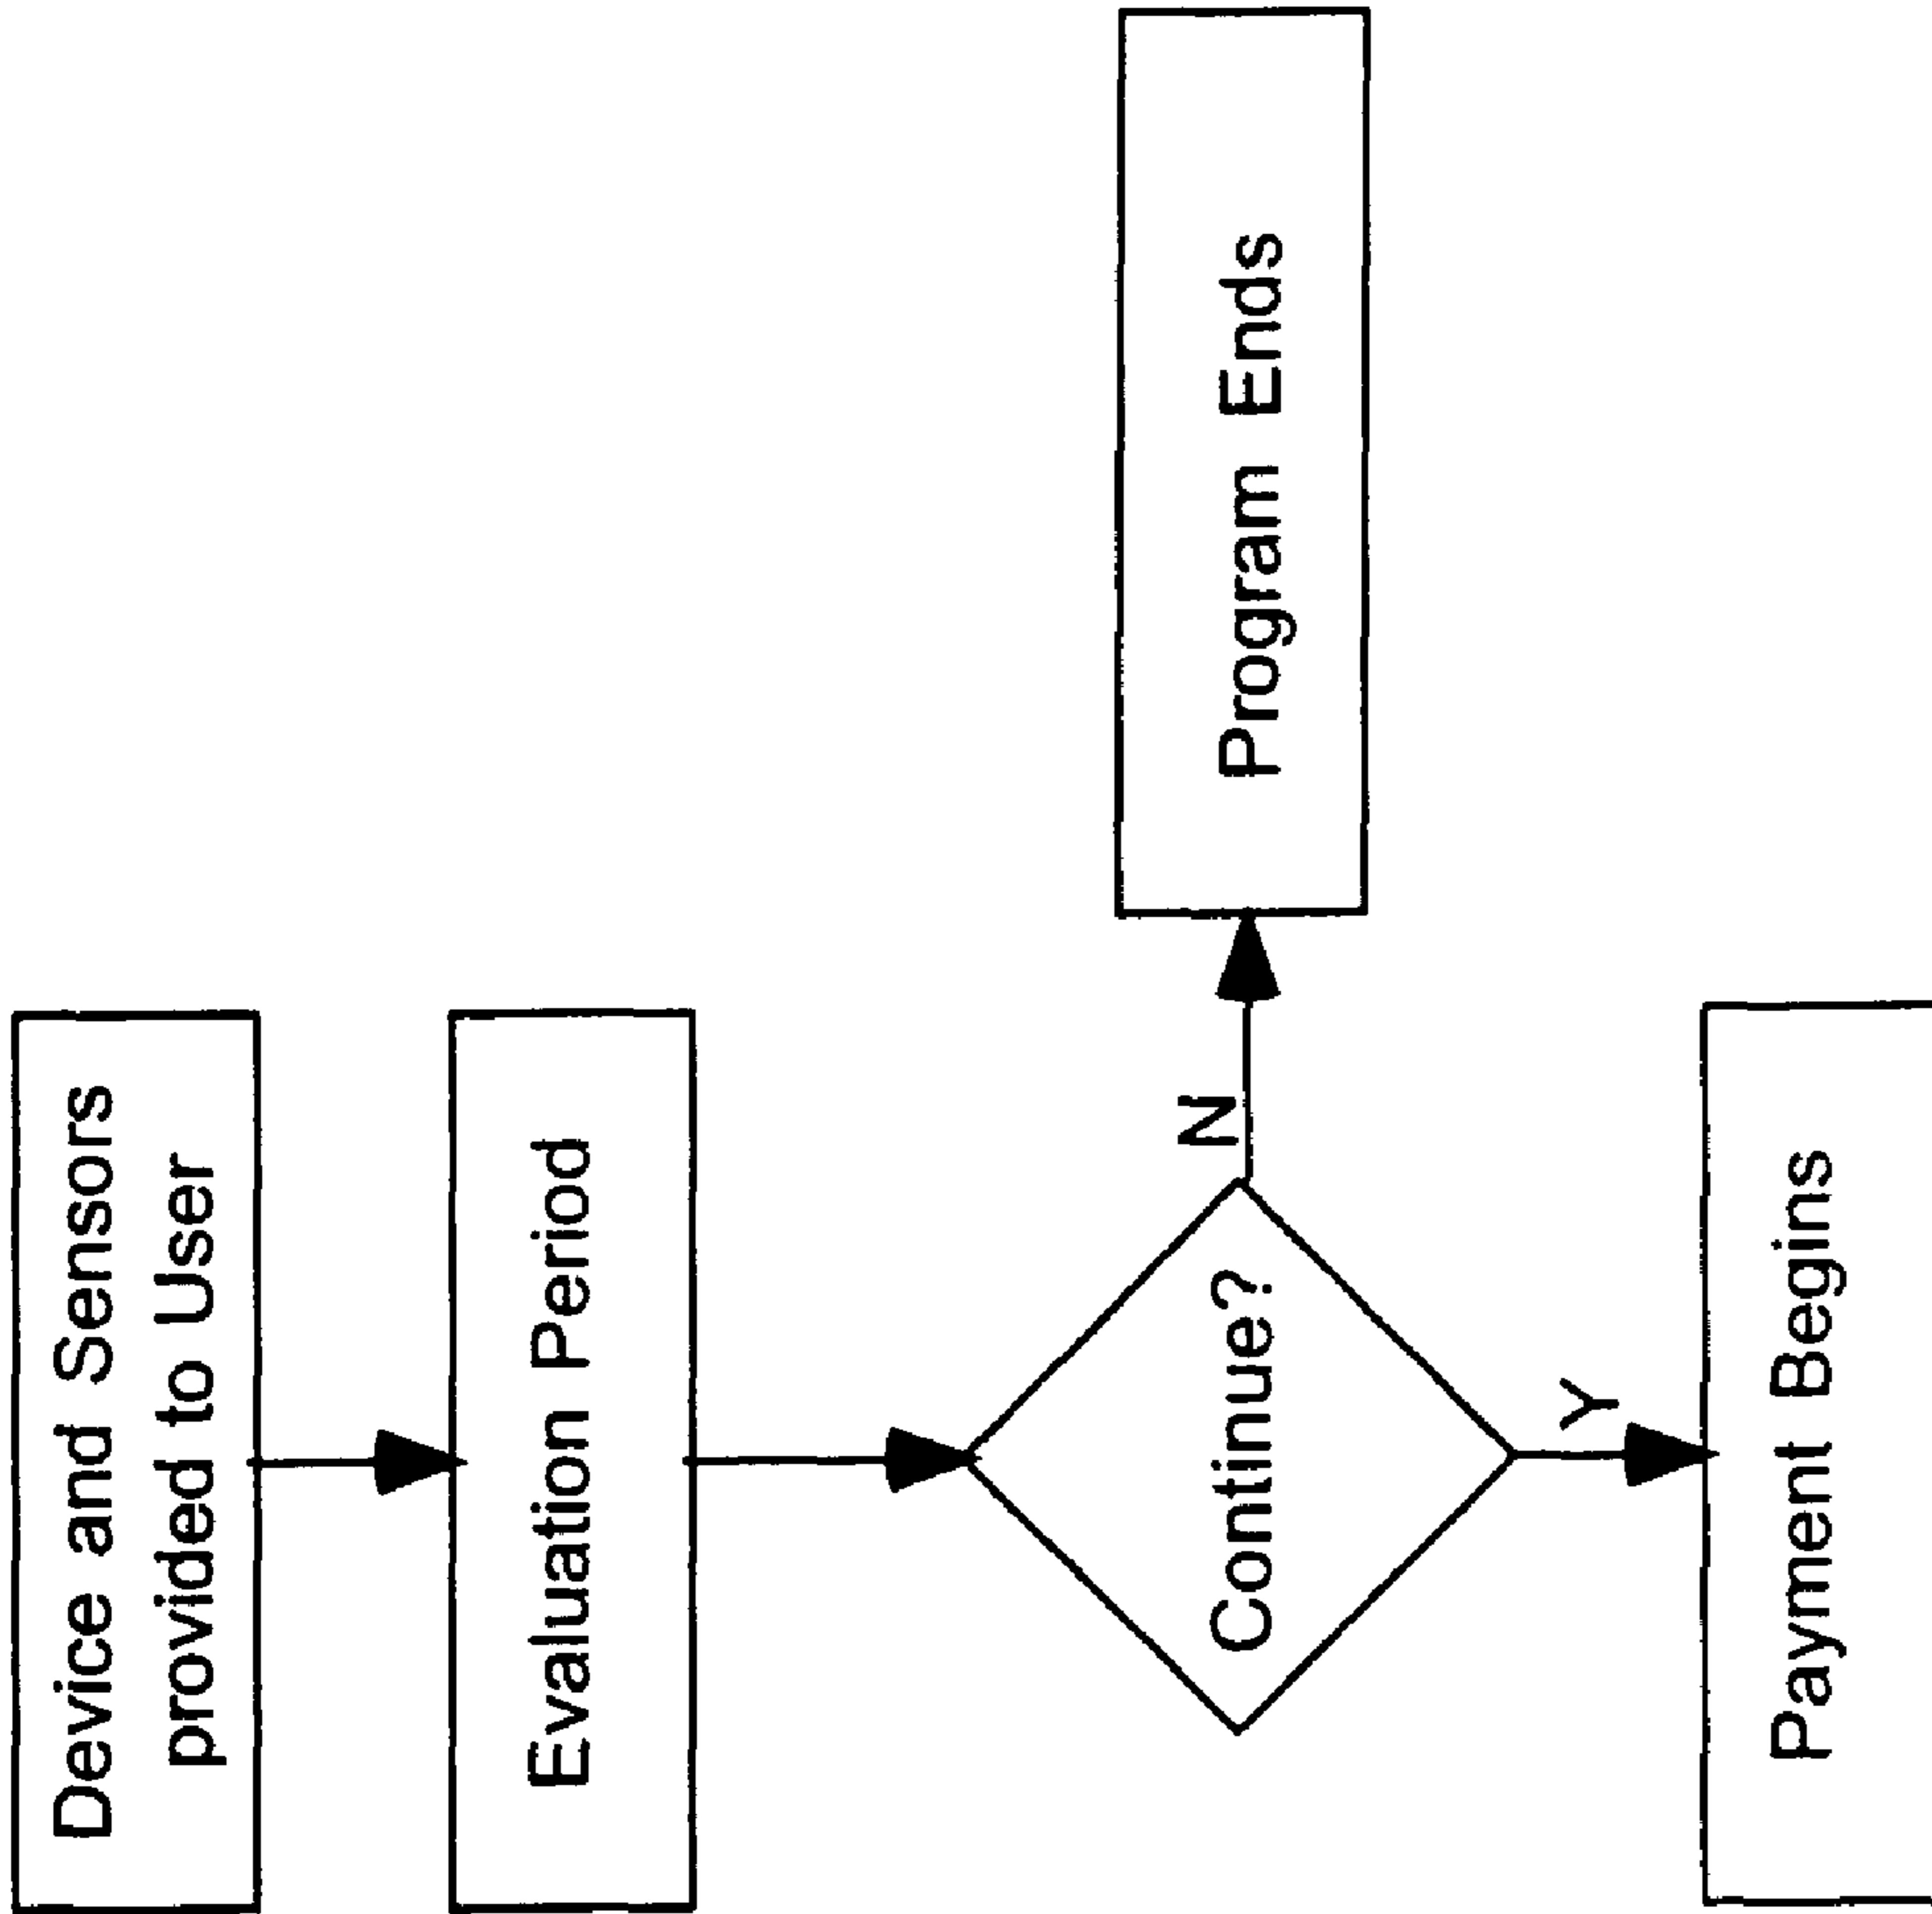 Device and Sensors
provided to User
Evaluation Period
Continue?
N
Program Ends
Y
Payment Begins